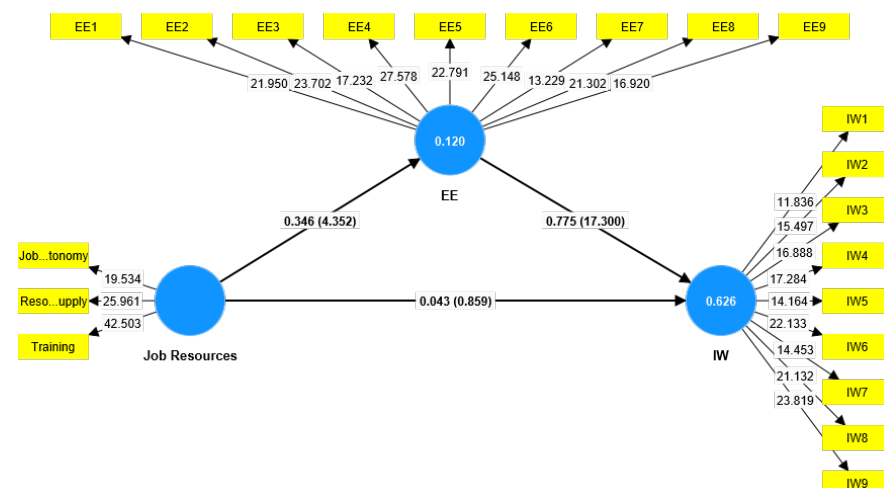 EE1 EE2 EE3 EE4 EE5 EE6 EE7 EE8 EE9
21.950 23.702 17.232 27.578 22.791 25.148 13.229 21.302 16.920
0.120
EE
0.346 (4.352)
0.775 (17.300)
Job...tonomy
Reso...upply
Training
19.534
25.961
42.503
Job Resources
0.043 (0.859)
0.626
IW
11.836
15.497
16.888
17.284
14.164
22.133
14.453
21.132
23.819
IW1
IW2
IW3
IW4
IW5
IW6
IW7
IW8
IW9